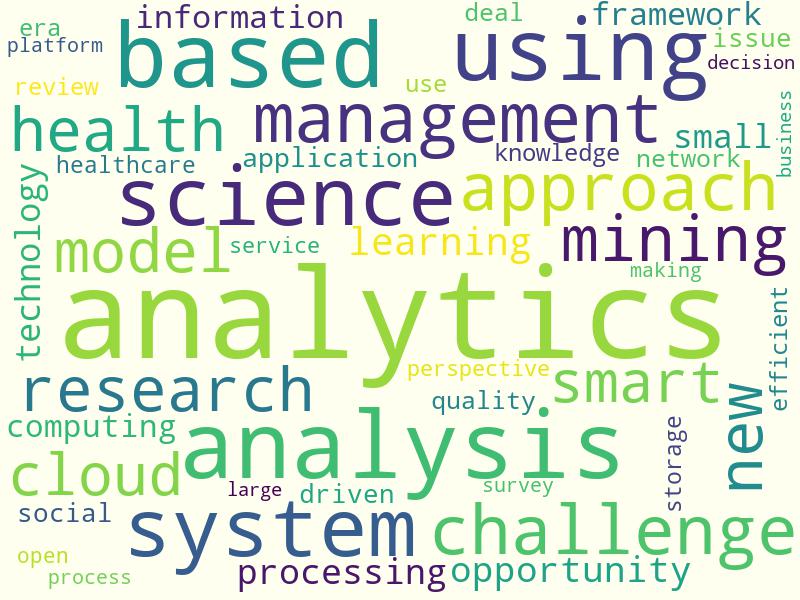 era
information
deal
framework
platform
based
using
issue
decision
review
use
health
management
small
business
healthcare
application
knowledge
network
technology
science
approach
model
service
learning
mining
making
analytics
efficient
research
perspective
smart
quality
new
computing
analysis
storage
cloud
large
driven
survey
social
system
challenge
open
process
processing
opportunity